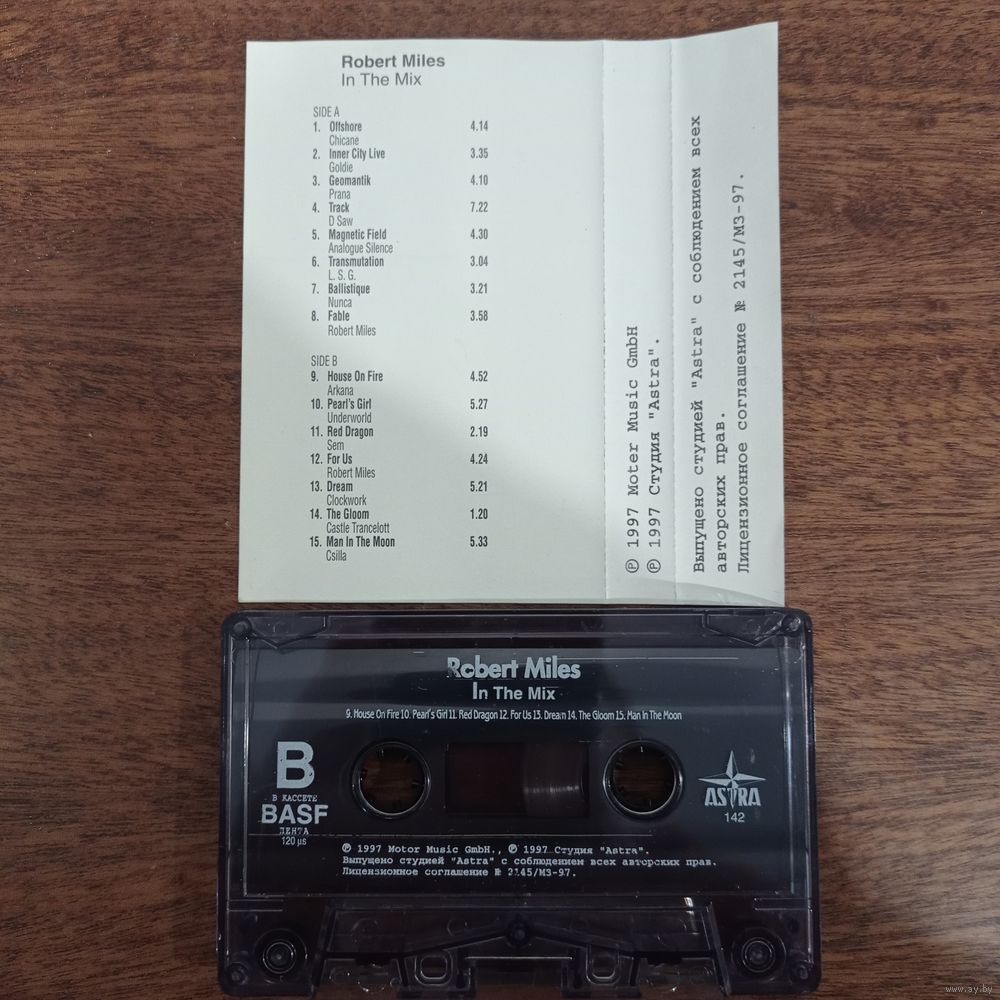 Robert Miles
In The Mix
SIDE A
1. Offshore 4.14
Chicane
2. Inner City Live 3.35
Goldie
3. Geomantik 4.10
Prana
4. Track 7.22
D Saw
5. Magnetic Field 4.30
Analogue Silence
6. Transmutation 3.04
L. S. G.
7. Ballistique 3.21
Nunca
8. Fable 3.58
Robert Miles
SIDE B
9. House On Fire 4.52
Arkana
10. Pearl's Girl 5.27
Underworld
11. Red Dragon 2.19
Sem
12. For Us 4.24
Robert Miles
13. Dream 5.21
Clockwork
14. The Gloom 1.20
Castle Trancelott
15. Man In The Moon 5.33
Csilla
℗ 1997 Moter Music GmbH
℗ 1997 Студия "Astra".
Выпущено студией "Astra" с соблюдением всех
авторских прав.
Лицензионное соглашение № 2145/МЗ-97.
Robert Miles
In The Mix
9. House On Fire 10. Pearl's Girl 11. Red Dragon 12. For Us 13. Dream 14. The Gloom 15. Man In The Moon
B
В КАССЕТЕ
BASF
ЛЕНТА
120 µs
ASTRA
142
℗ 1997 Motor Music GmbH., ℗ 1997 Студия "Astra".
Выпущено студией "Astra" с соблюдением всех авторских прав.
Лицензионное соглашение № 2145/МЗ-97.
www.ay.by